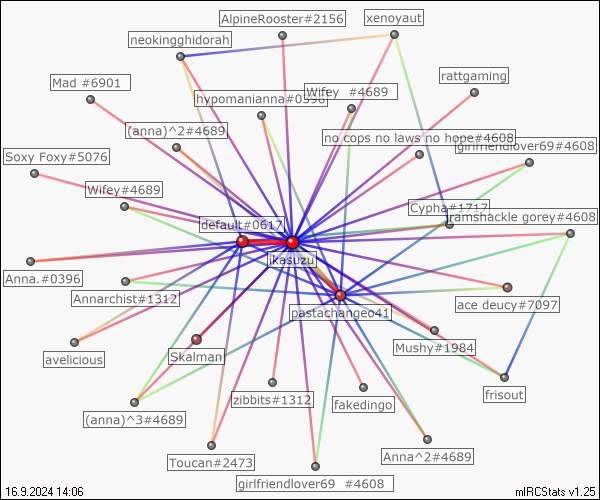 AlpineRooster#2156
xenoyaut
neokingghidorah
rattgaming
Mad #6901
Wifey  #4689
hypomanianna#0396
(anna)^2#4689
no cops no laws no hope#4608
girlfriendlover69#4608
Soxy Foxy#5076
Wifey#4689
Cypha#1717
ramshackle gorey#4608
default#0617
ikasuzu
Anna.#0396
Annarchist#1312
ace deucy#7097
pastachangeo41
Mushy#1984
avelicious
Skalman
frisout
zibbits#1312
fakedingo
(anna)^3#4689
Anna^2#4689
Toucan#2473
girlfriendlover69  #4608
16.9.2024 14:06
mIRCStats v1.25